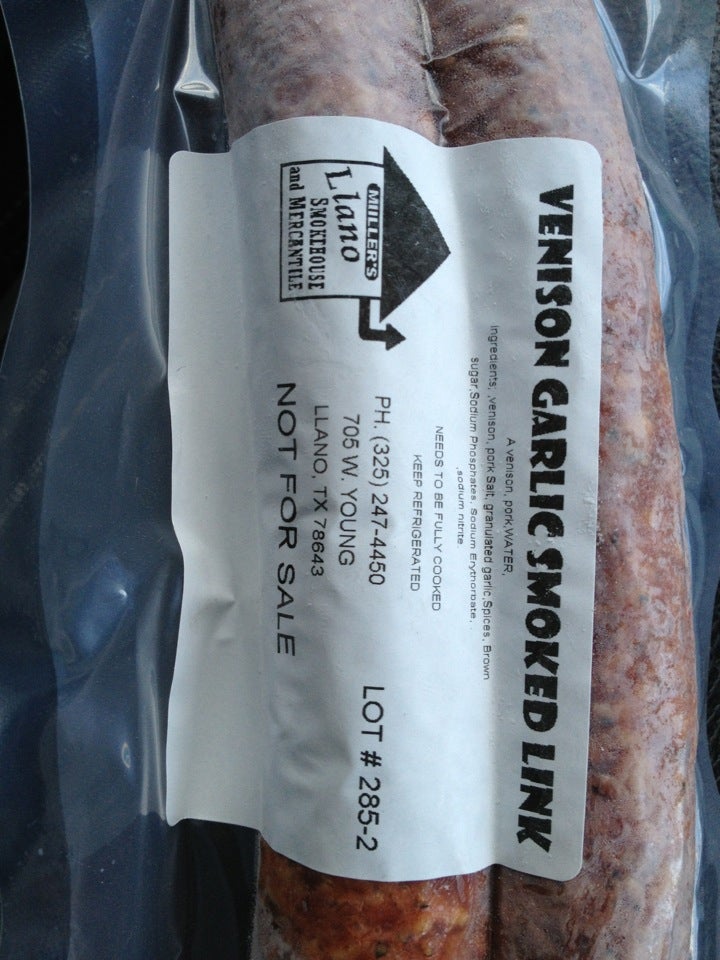 VENISON GARLIC SMOKED LINK
A venison, pork,WATER,
Ingredients; ,venison, pork Salt, granulated garlic,Spices, Brown
sugar,Sodium Phosphates, Sodium Erythorbate,
,sodium nitrite.
NEEDS TO BE FULLY COOKED
KEEP REFRIGERATED
MIILLER'S
Llano
SMOKEHOUSE
and MERCANTILE
PH. (325) 247-4450
705 W. YOUNG
LLANO, TX 78643
NOT FOR SALE
LOT # 285-2